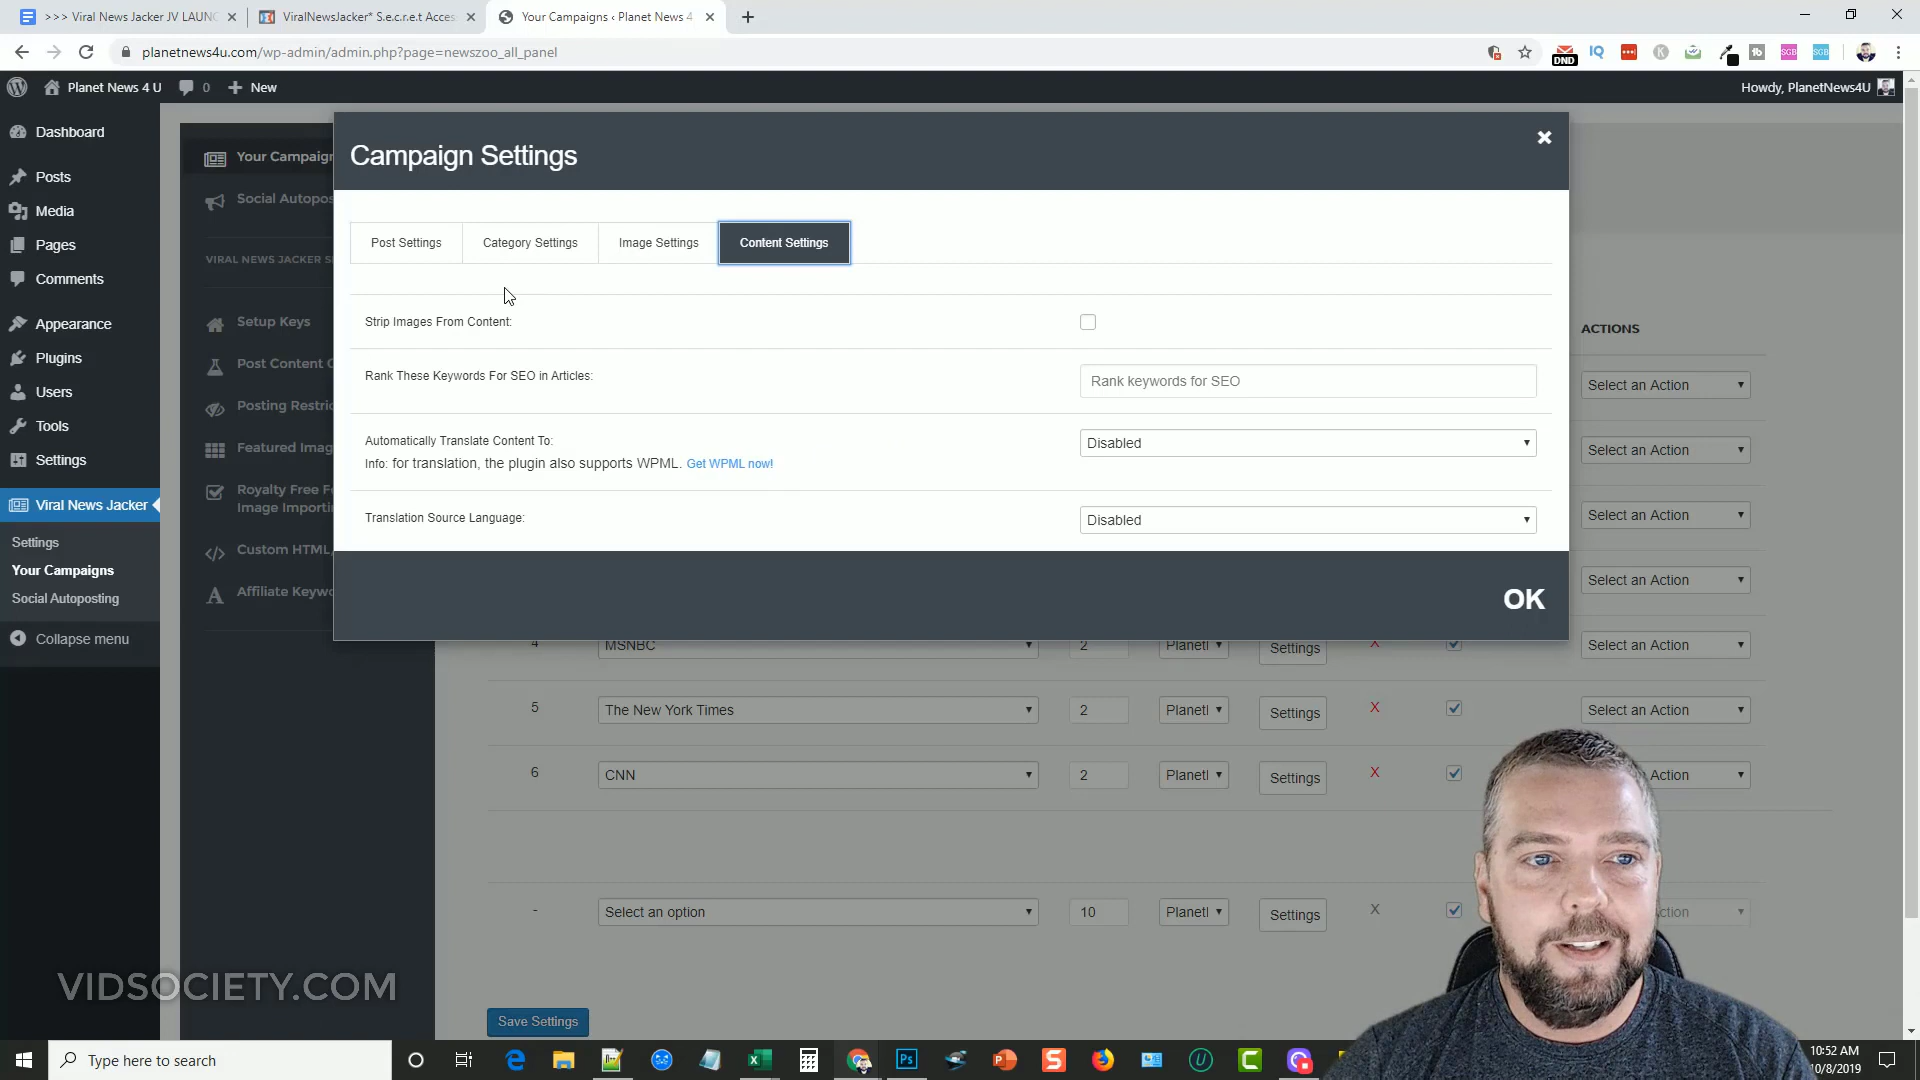 >>> Viral News Jacker JV LAUNC
ViralNewsJacker* S.e.c.r.e.t Acces
Your Campaigns ‹ Planet News 4
planetnews4u.com/wp-admin/admin.php?page=newszoo_all_panel
DND
Planet News 4 U
0
New
Howdy, PlanetNews4U
Dashboard
Posts
Media
Pages
Comments
Appearance
Plugins
Users
Tools
Settings
Viral News Jacker
Settings
Your Campaigns
Social Autoposting
Collapse menu
Your Campaign
Social Autopos
VIRAL NEWS JACKER
Setup Keys
Post Content
Posting Restric
Featured Imag
Royalty Free Fe
Image Importi
Custom HTML
Affiliate Keywo
Campaign Settings
Post Settings
Category Settings
Image Settings
Content Settings
Strip Images From Content:
Rank These Keywords For SEO in Articles:
Rank keywords for SEO
Automatically Translate Content To:
Disabled
Info: for translation, the plugin also supports WPML. Get WPML now!
Translation Source Language:
Disabled
OK
ACTIONS
Select an Action
Select an Action
Select an Action
Select an Action
4 MSNBC 2 Planetl Settings X Select an Action
5 The New York Times 2 Planetl Settings X Select an Action
6 CNN 2 Planetl Settings X Action
- Select an option 10 Planetl Settings X ction
Save Settings
VIDSOCIETY.COM
Type here to search
10:52 AM
10/8/2019